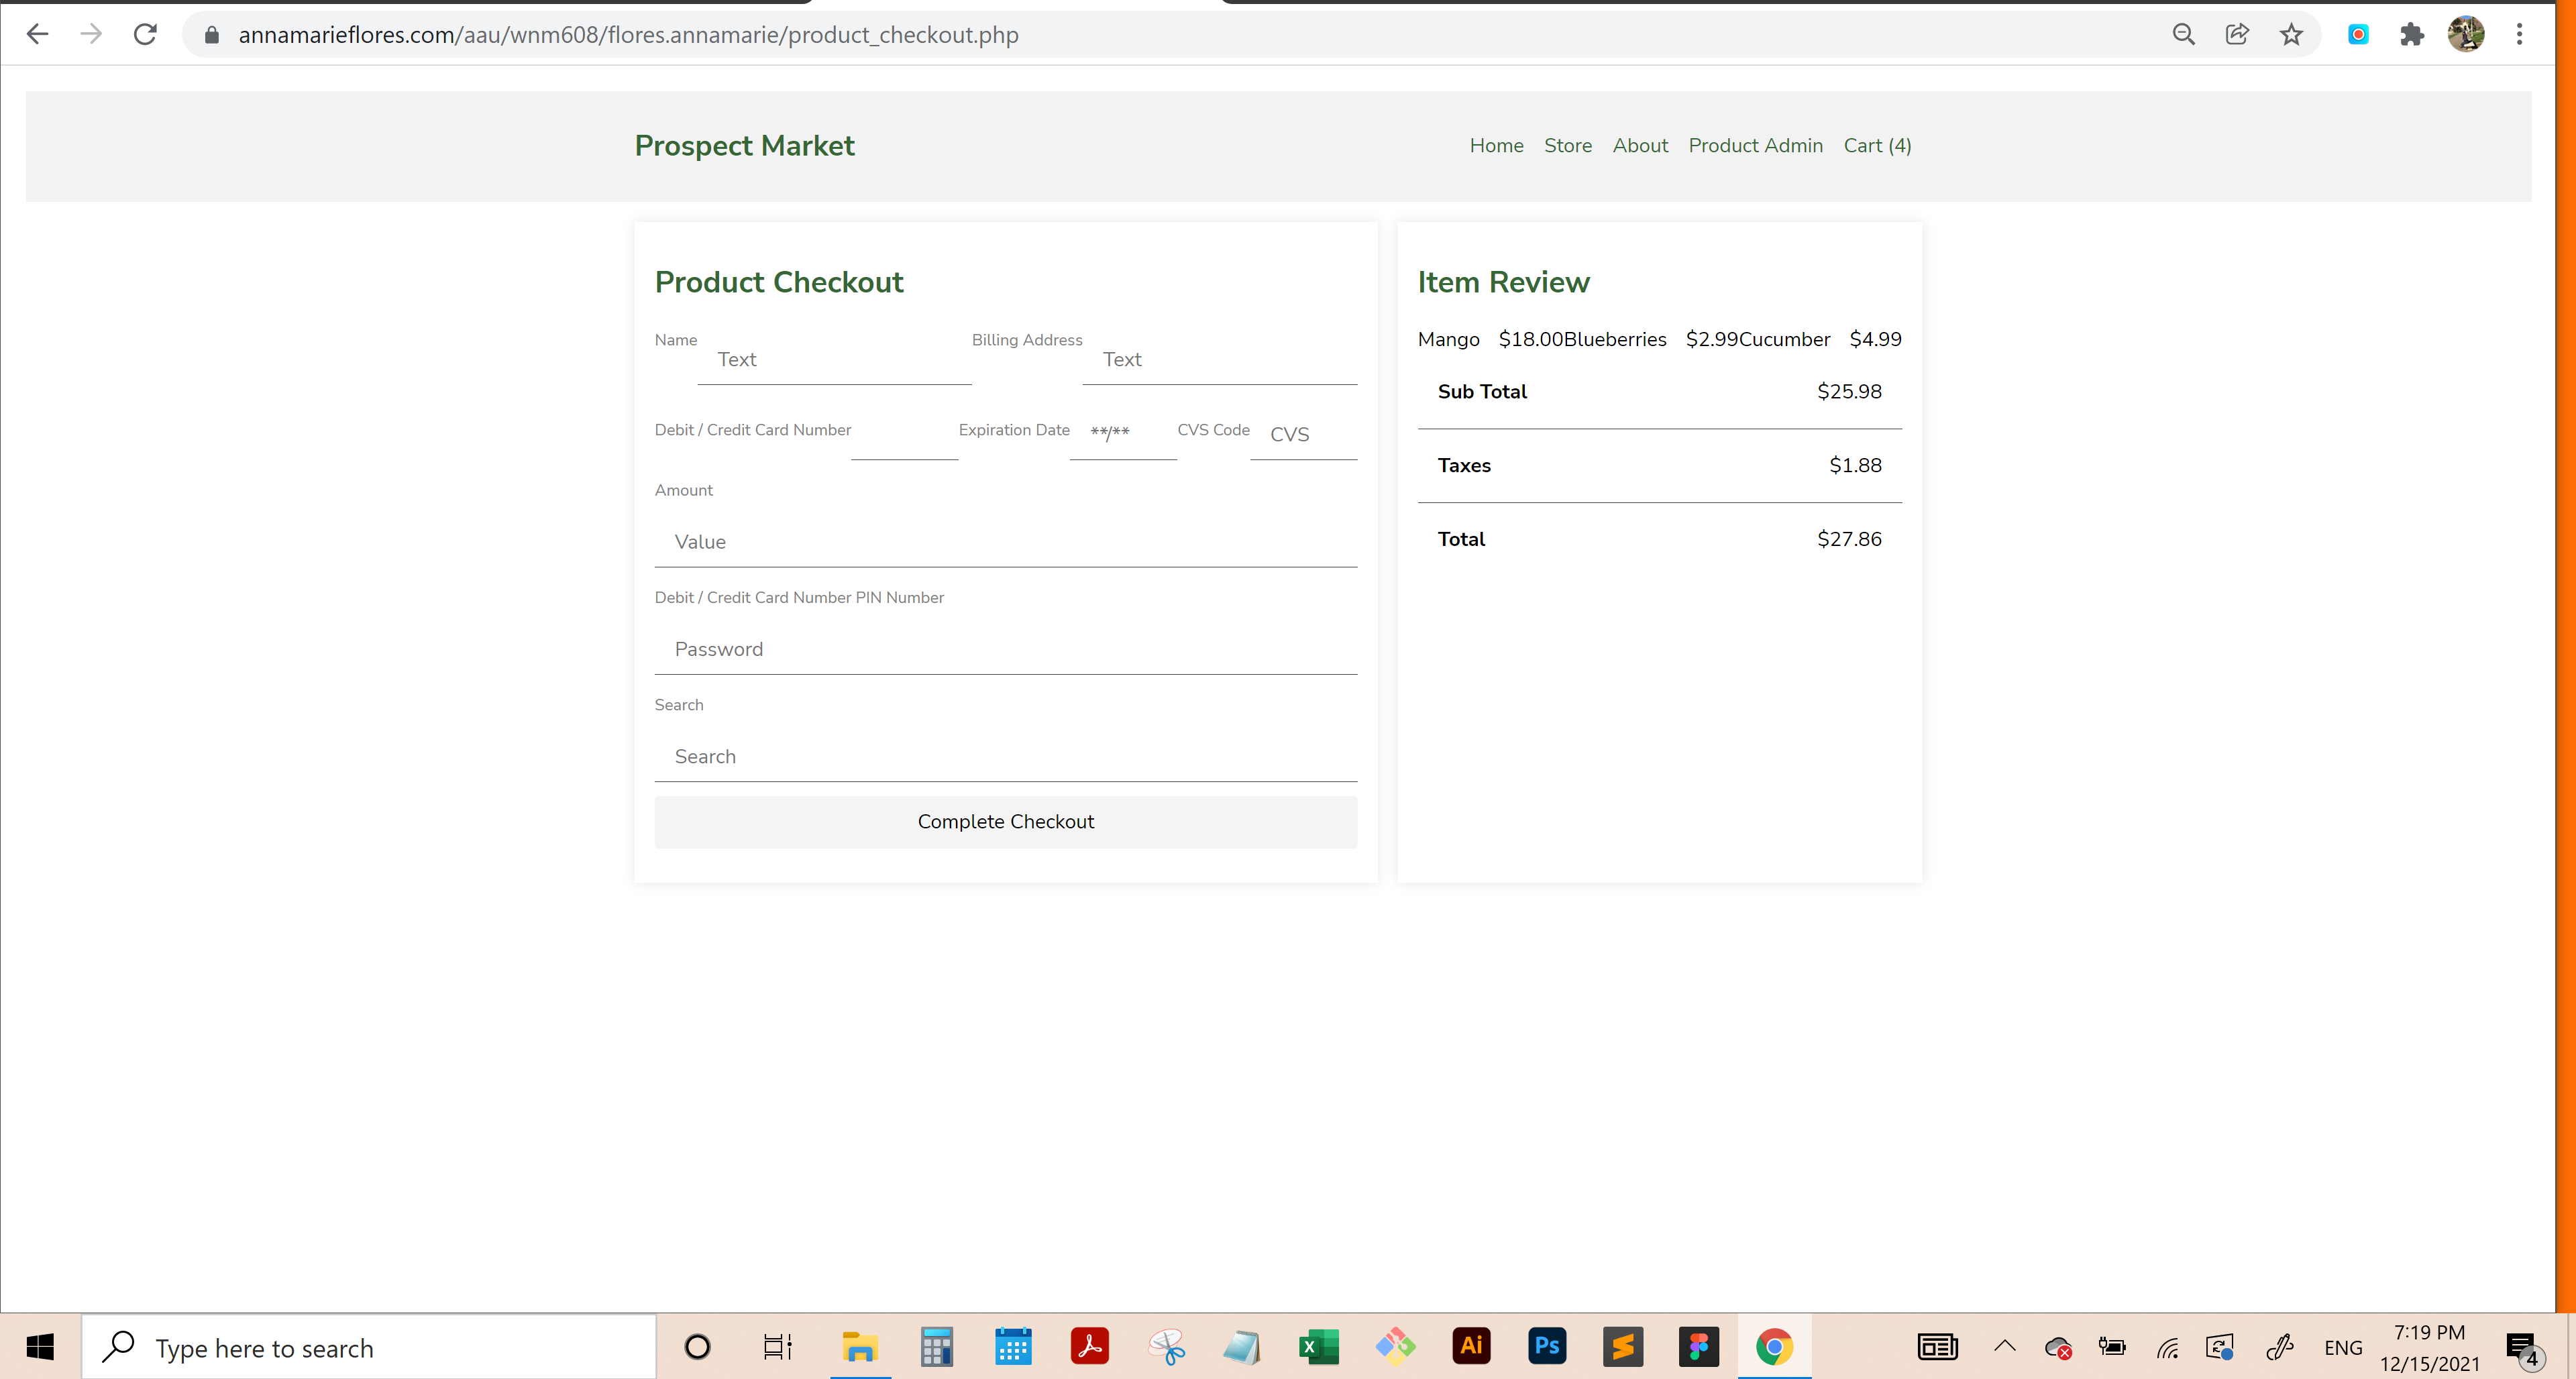 annamarieflores.com/aau/wnm608/flores.annamarie/product_checkout.php
Prospect Market
Home Store About Product Admin Cart (4)
Product Checkout
Name
Text
Billing Address
Text
Debit / Credit Card Number
Expiration Date
**/**
CVS Code
CVS
Amount
Value
Debit / Credit Card Number PIN Number
Password
Search
Search
Complete Checkout
Item Review
Mango $18.00Blueberries $2.99Cucumber $4.99
Sub Total $25.98
Taxes $1.88
Total $27.86
Type here to search
X
Ai
Ps
ENG
7:19 PM
12/15/2021
4